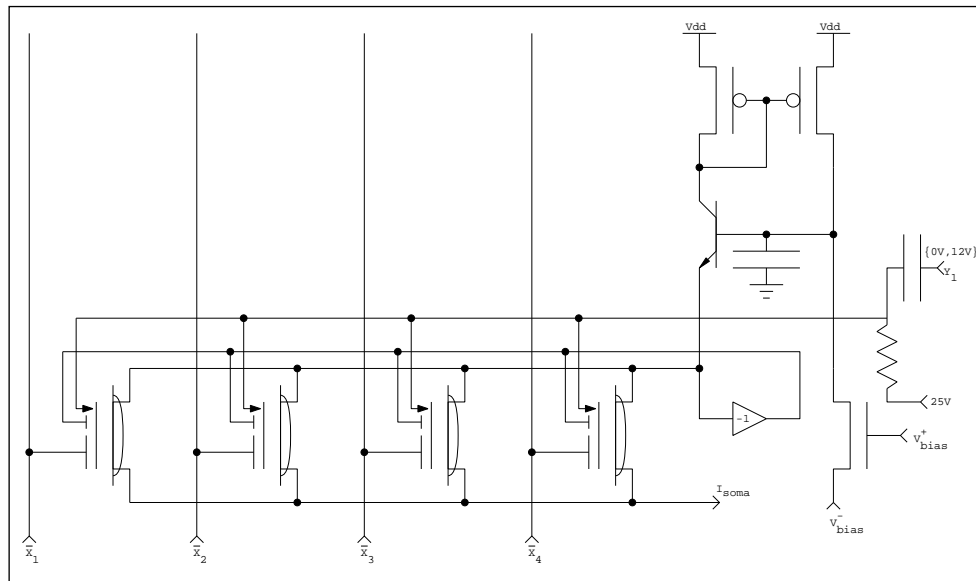 Vdd
Vdd
{0V,12V}
Y1
25V
-1
V+bias
Isoma
V-bias
x̄1
x̄2
x̄3
x̄4